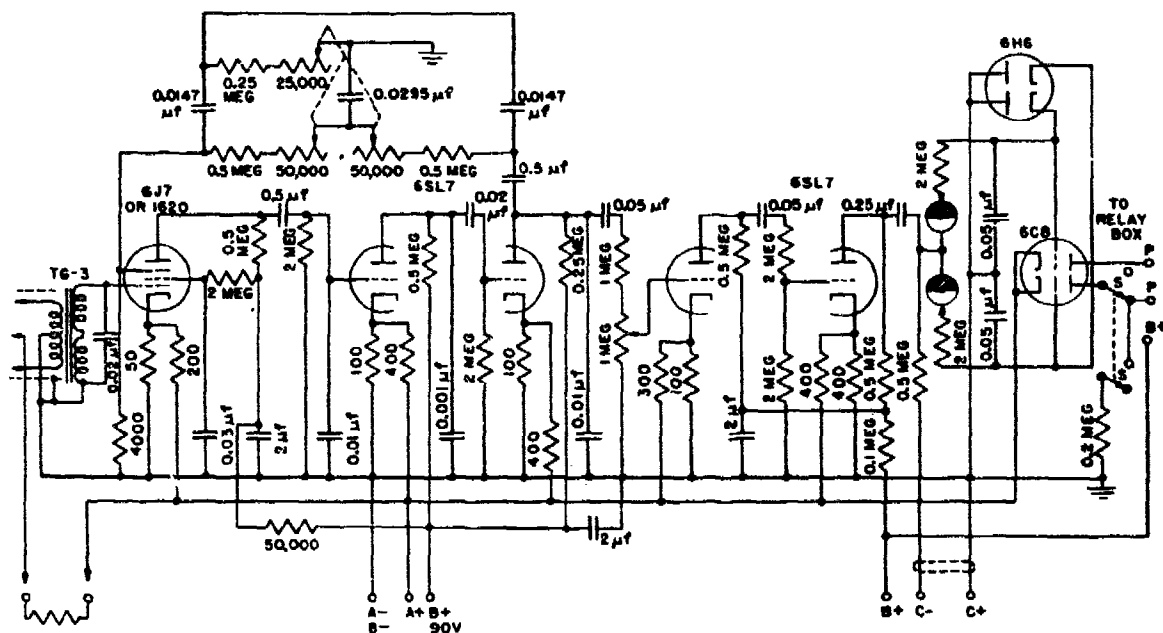 0.25
MEG
25,000
0.0295 μf
0.0147
μf
0.0147
μf
0.5 MEG
50,000
50,000
0.5 MEG
6SL7
0.5 μf
6J7
OR 1620
0.5 μf
0.02
μf
0.05 μf
6SL7
0.05 μf
0.25 μf
6H6
TO
RELAY
BOX
6C8
P
P
B+
O
S
S
TG-3
0.5
MEG
2 MEG
2 MEG
0.5 MEG
0.25 MEG
1 MEG
1 MEG
0.5 MEG
2 MEG
2 MEG
0.05
μf
0.05
μf
2 MEG
0.02 μf
50
200
4000
0.03 μf
2 μf
0.01 μf
100
400
0.001 μf
2 MEG
100
400
0.01 μf
300
100
2 μf
2 MEG
400
400
0.5 MEG
0.5 MEG
0.1 MEG
0.2 MEG
50,000
2 μf
A-
B-
A+
B+
90V
B+
C-
C+